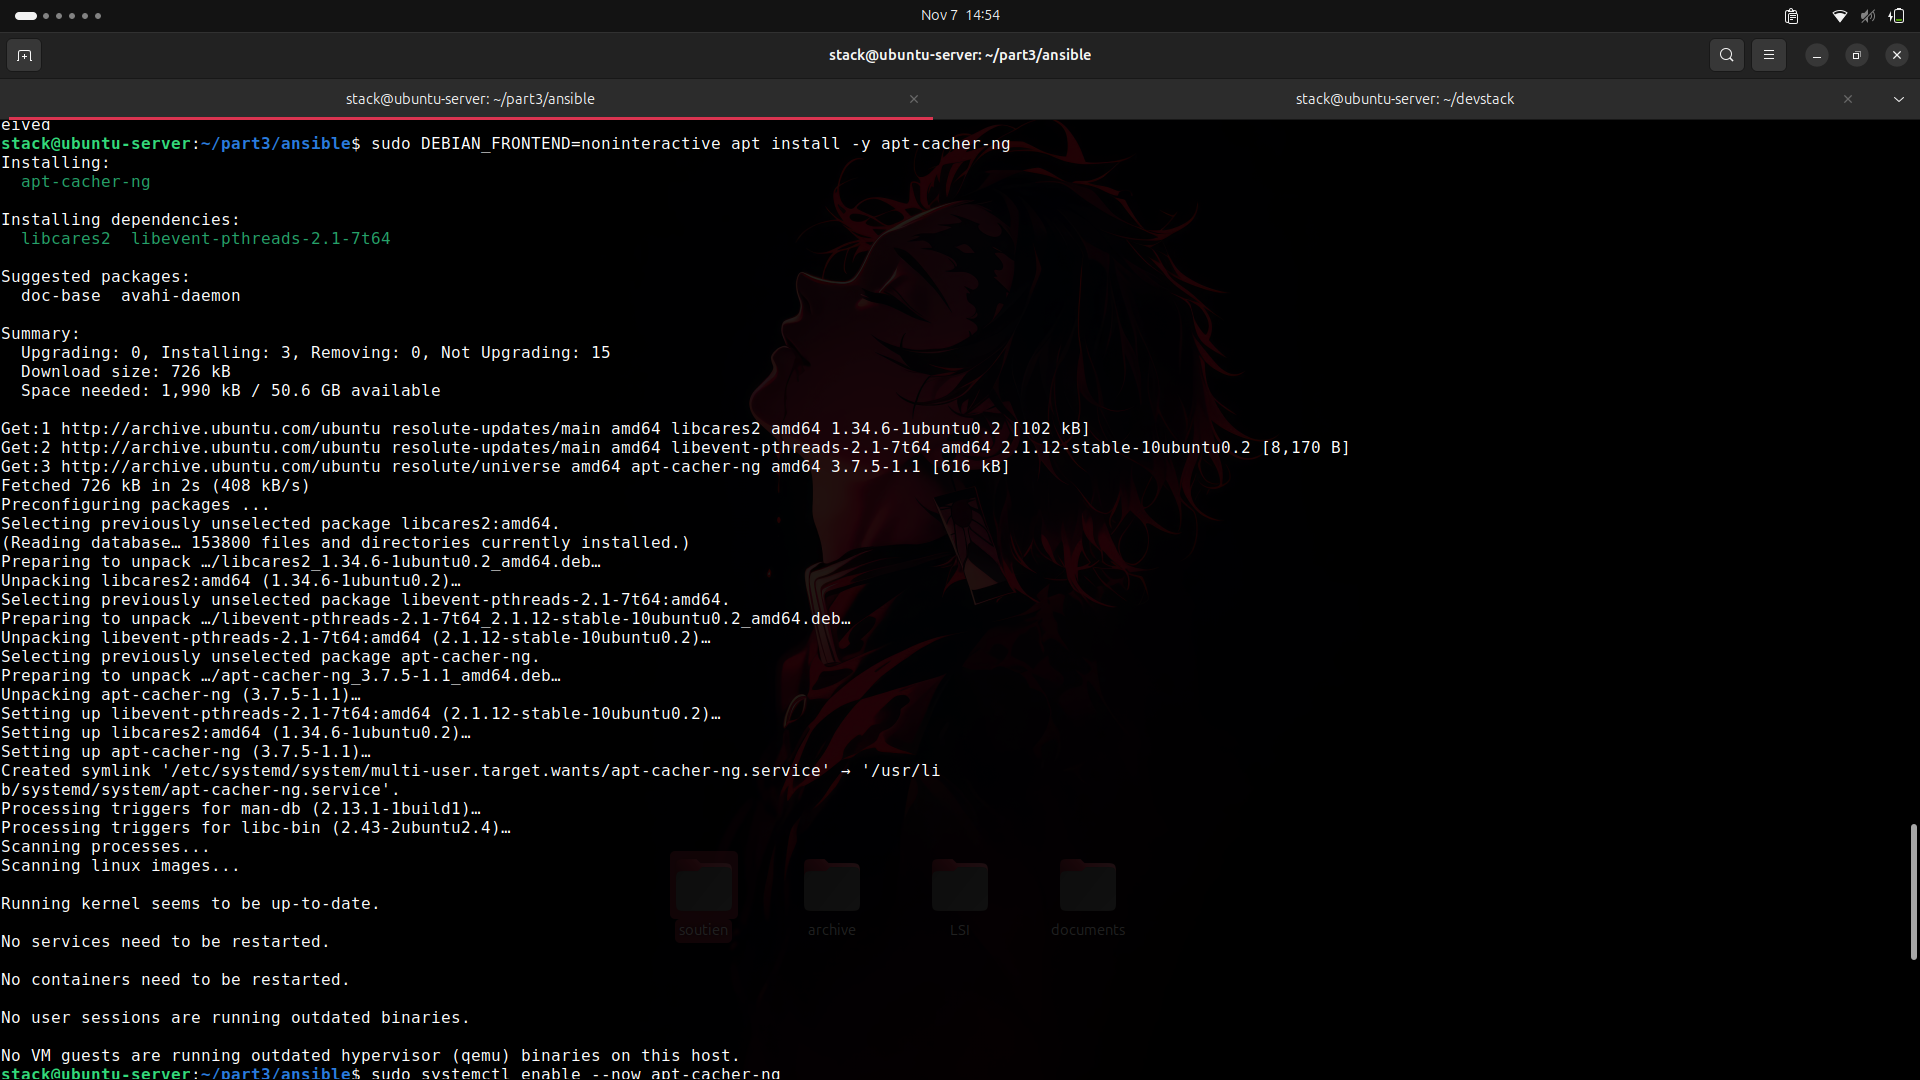 Nov 7 14:54
stack@ubuntu-server: ~/part3/ansible
stack@ubuntu-server: ~/part3/ansible
stack@ubuntu-server: ~/devstack
eived
stack@ubuntu-server:~/part3/ansible$ sudo DEBIAN_FRONTEND=noninteractive apt install -y apt-cacher-ng
Installing:
apt-cacher-ng
Installing dependencies:
libcares2 libevent-pthreads-2.1-7t64
Suggested packages:
doc-base avahi-daemon
Summary:
Upgrading: 0, Installing: 3, Removing: 0, Not Upgrading: 15
Download size: 726 kB
Space needed: 1,990 kB / 50.6 GB available
Get:1 http://archive.ubuntu.com/ubuntu resolute-updates/main amd64 libcares2 amd64 1.34.6-1ubuntu0.2 [102 kB]
Get:2 http://archive.ubuntu.com/ubuntu resolute-updates/main amd64 libevent-pthreads-2.1-7t64 amd64 2.1.12-stable-10ubuntu0.2 [8,170 B]
Get:3 http://archive.ubuntu.com/ubuntu resolute/universe amd64 apt-cacher-ng amd64 3.7.5-1.1 [616 kB]
Fetched 726 kB in 2s (408 kB/s)
Preconfiguring packages ...
Selecting previously unselected package libcares2:amd64.
(Reading database… 153800 files and directories currently installed.)
Preparing to unpack …/libcares2_1.34.6-1ubuntu0.2_amd64.deb…
Unpacking libcares2:amd64 (1.34.6-1ubuntu0.2)…
Selecting previously unselected package libevent-pthreads-2.1-7t64:amd64.
Preparing to unpack …/libevent-pthreads-2.1-7t64_2.1.12-stable-10ubuntu0.2_amd64.deb…
Unpacking libevent-pthreads-2.1-7t64:amd64 (2.1.12-stable-10ubuntu0.2)…
Selecting previously unselected package apt-cacher-ng.
Preparing to unpack …/apt-cacher-ng_3.7.5-1.1_amd64.deb…
Unpacking apt-cacher-ng (3.7.5-1.1)…
Setting up libevent-pthreads-2.1-7t64:amd64 (2.1.12-stable-10ubuntu0.2)…
Setting up libcares2:amd64 (1.34.6-1ubuntu0.2)…
Setting up apt-cacher-ng (3.7.5-1.1)…
Created symlink '/etc/systemd/system/multi-user.target.wants/apt-cacher-ng.service' → '/usr/li
b/systemd/system/apt-cacher-ng.service'.
Processing triggers for man-db (2.13.1-1build1)…
Processing triggers for libc-bin (2.43-2ubuntu2.4)…
Scanning processes...
Scanning linux images...
Running kernel seems to be up-to-date.
soutien archive LSI documents
No services need to be restarted.
No containers need to be restarted.
No user sessions are running outdated binaries.
No VM guests are running outdated hypervisor (qemu) binaries on this host.
stack@ubuntu-server:~/part3/ansible$ sudo systemctl enable --now apt-cacher-ng